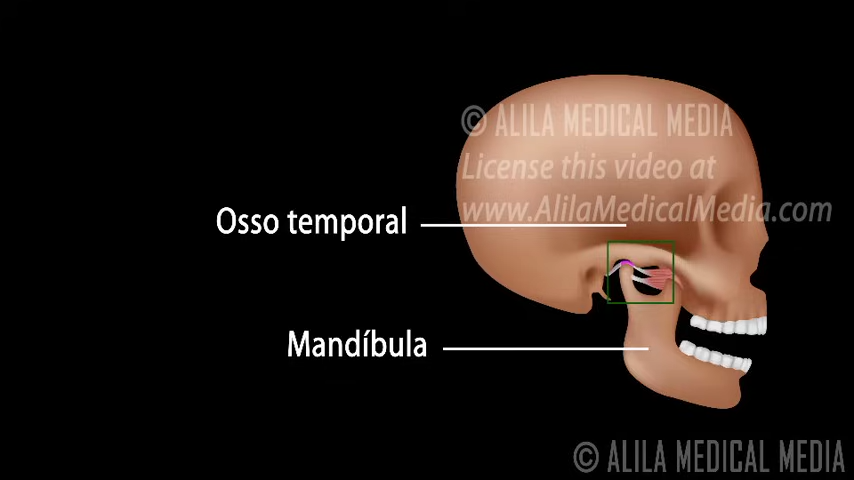 © ALILA MEDICAL MEDIA
License this video at
www.AlilaMedicalMedia.com
Osso temporal
Mandíbula
© ALILA MEDICAL MEDIA